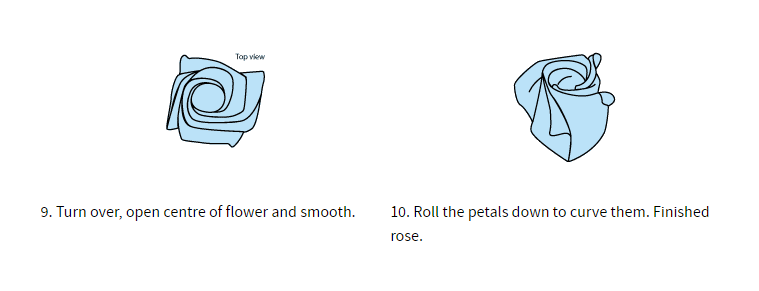 Top view
9. Turn over, open centre of flower and smooth.
10. Roll the petals down to curve them. Finished
rose.